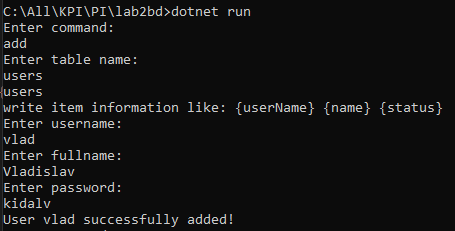 C:\All\KPI\PI\lab2bd>dotnet run
Enter command:
add
Enter table name:
users
users
write item information like: {userName} {name} {status}
Enter username:
vlad
Enter fullname:
Vladislav
Enter password:
kidalv
User vlad successfully added!